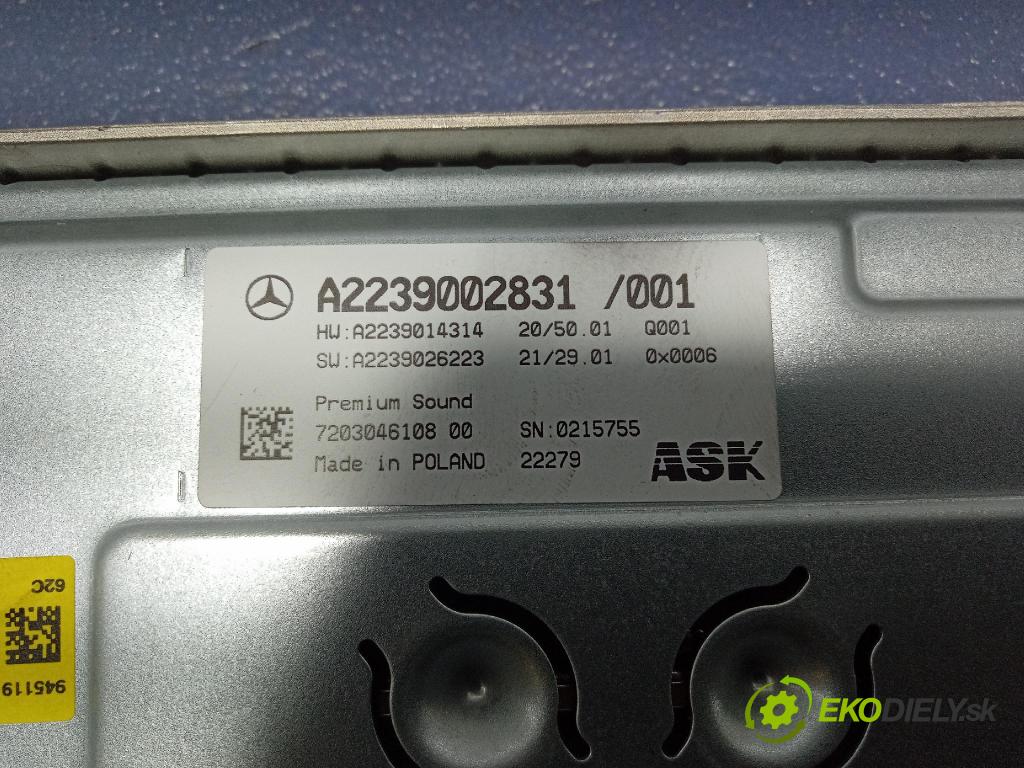 A2239002831 /001
HW:A2239014314 20/50.01 Q001
SW:A2239026223 21/29.01 0x0006
Premium Sound
7203046108 00 SN:0215755
Made in POLAND 22279
ASK
62C
945119
EKODIELY.sk